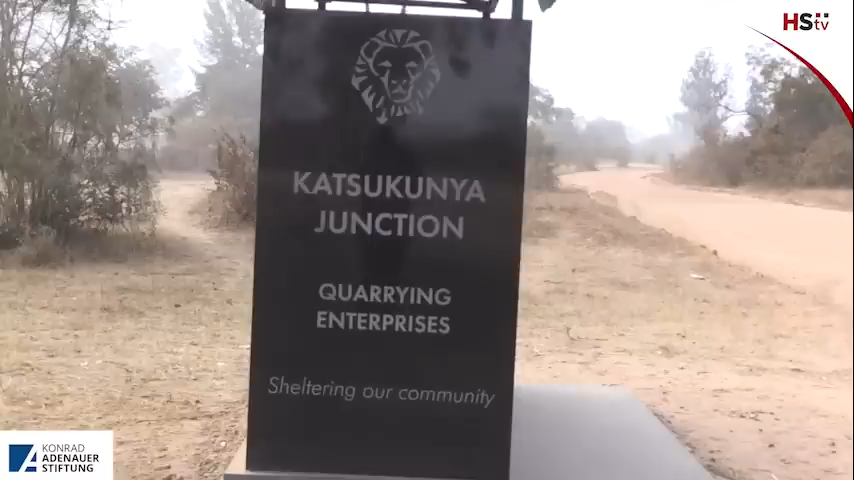 HStv
KATSUKUNYA
JUNCTION
QUARRYING
ENTERPRISES
Sheltering our community
KONRAD
ADENAUER
STIFTUNG